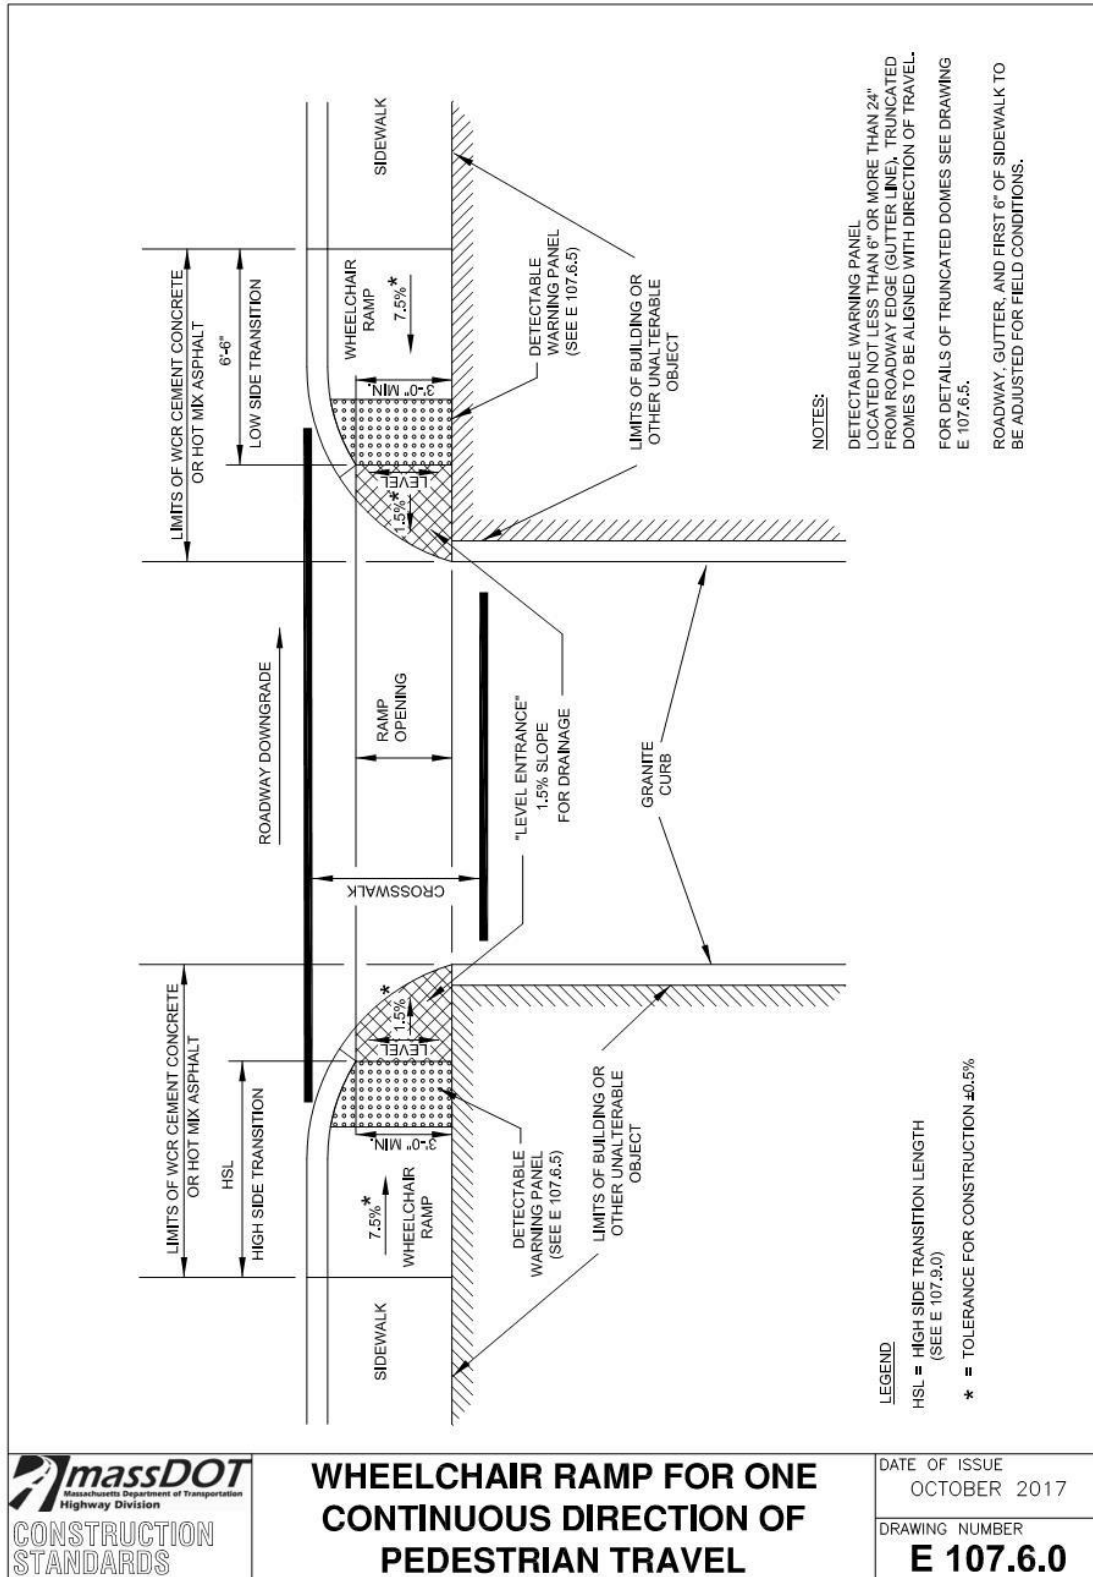 LIMITS OF WCR CEMENT CONCRETE
OR HOT MIX ASPHALT
HSL
HIGH SIDE TRANSITION
ROADWAY DOWNGRADE
LIMITS OF WCR CEMENT CONCRETE
OR HOT MIX ASPHALT
6'-6"
LOW SIDE TRANSITION
SIDEWALK
7.5%*
WHEELCHAIR
RAMP
3'-0" MIN.
LEVEL
1.5%*
CROSSWALK
RAMP
OPENING
1.5%*
LEVEL
3'-0" MIN.
WHEELCHAIR
RAMP
7.5%*
SIDEWALK
DETECTABLE
WARNING PANEL
(SEE E 107.6.5)
"LEVEL ENTRANCE"
1.5% SLOPE
FOR DRAINAGE
DETECTABLE
WARNING PANEL
(SEE E 107.6.5)
LIMITS OF BUILDING OR
OTHER UNALTERABLE
OBJECT
GRANITE
CURB
LIMITS OF BUILDING OR
OTHER UNALTERABLE
OBJECT
LEGEND
HSL = HIGH SIDE TRANSITION LENGTH
(SEE E 107.9.0)
* = TOLERANCE FOR CONSTRUCTION ±0.5%
NOTES:
DETECTABLE WARNING PANEL
LOCATED NOT LESS THAN 6" OR MORE THAN 24"
FROM ROADWAY EDGE (GUTTER LINE). TRUNCATED
DOMES TO BE ALIGNED WITH DIRECTION OF TRAVEL.
FOR DETAILS OF TRUNCATED DOMES SEE DRAWING
E 107.6.5.
ROADWAY, GUTTER, AND FIRST 6" OF SIDEWALK TO
BE ADJUSTED FOR FIELD CONDITIONS.
massDOT
Massachusetts Department of Transportation
Highway Division
CONSTRUCTION
STANDARDS
WHEELCHAIR RAMP FOR ONE
CONTINUOUS DIRECTION OF
PEDESTRIAN TRAVEL
DATE OF ISSUE
OCTOBER 2017
DRAWING NUMBER
E 107.6.0